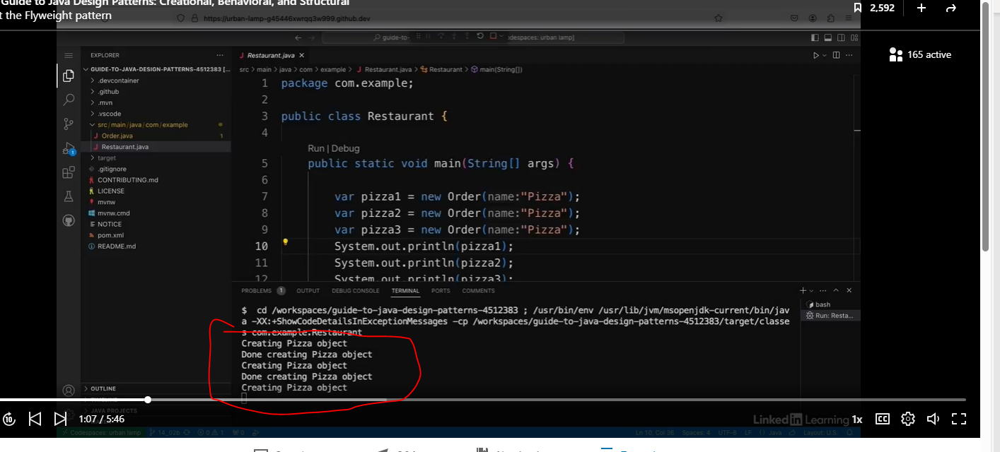 Guide to Java Design Patterns: Creational, Behavioral, and Structural
t the Flyweight pattern
2,592
165 active
https://urban-lamp-g45446xwrqq3w999.github.dev
guide-to-
odespaces: urban lamp]
EXPLORER
GUIDE-TO-JAVA-DESIGN-PATTERNS-4512383 [...
.devcontainer
.github
.mvn
.vscode
src/main/java/com/example
Order.java 1
Restaurant.java
target
.gitignore
CONTRIBUTING.md
LICENSE
mvnw
mvnw.cmd
NOTICE
pom.xml
README.md
OUTLINE
TIMELINE
JAVA PROJECTS
Restaurant.java
src > main > java > com > example > Restaurant.java > Restaurant > main(String[])
1 package com.example;
2
3 public class Restaurant {
4
Run | Debug
5 public static void main(String[] args) {
6
7 var pizza1 = new Order(name:"Pizza");
8 var pizza2 = new Order(name:"Pizza");
9 var pizza3 = new Order(name:"Pizza");
10 System.out.println(pizza1);
11 System.out.println(pizza2);
12 System.out.println(pizza3);
PROBLEMS 1 OUTPUT DEBUG CONSOLE TERMINAL PORTS COMMENTS
$ cd /workspaces/guide-to-java-design-patterns-4512383 ; /usr/bin/env /usr/lib/jvm/msopenjdk-current/bin/jav
a -XX:+ShowCodeDetailsInExceptionMessages -cp /workspaces/guide-to-java-design-patterns-4512383/target/classe
s com.example.Restaurant
Creating Pizza object
Done creating Pizza object
Creating Pizza object
Done creating Pizza object
Creating Pizza object
bash
Run: Resta...
10
1:07 / 5:46
LinkedIn Learning
1x
CC
Codespaces: urban lamp 14_02b 0 1 0
Ln 10, Col 36 Spaces: 4 UTF-8 LF {} Java Layout: U.S.